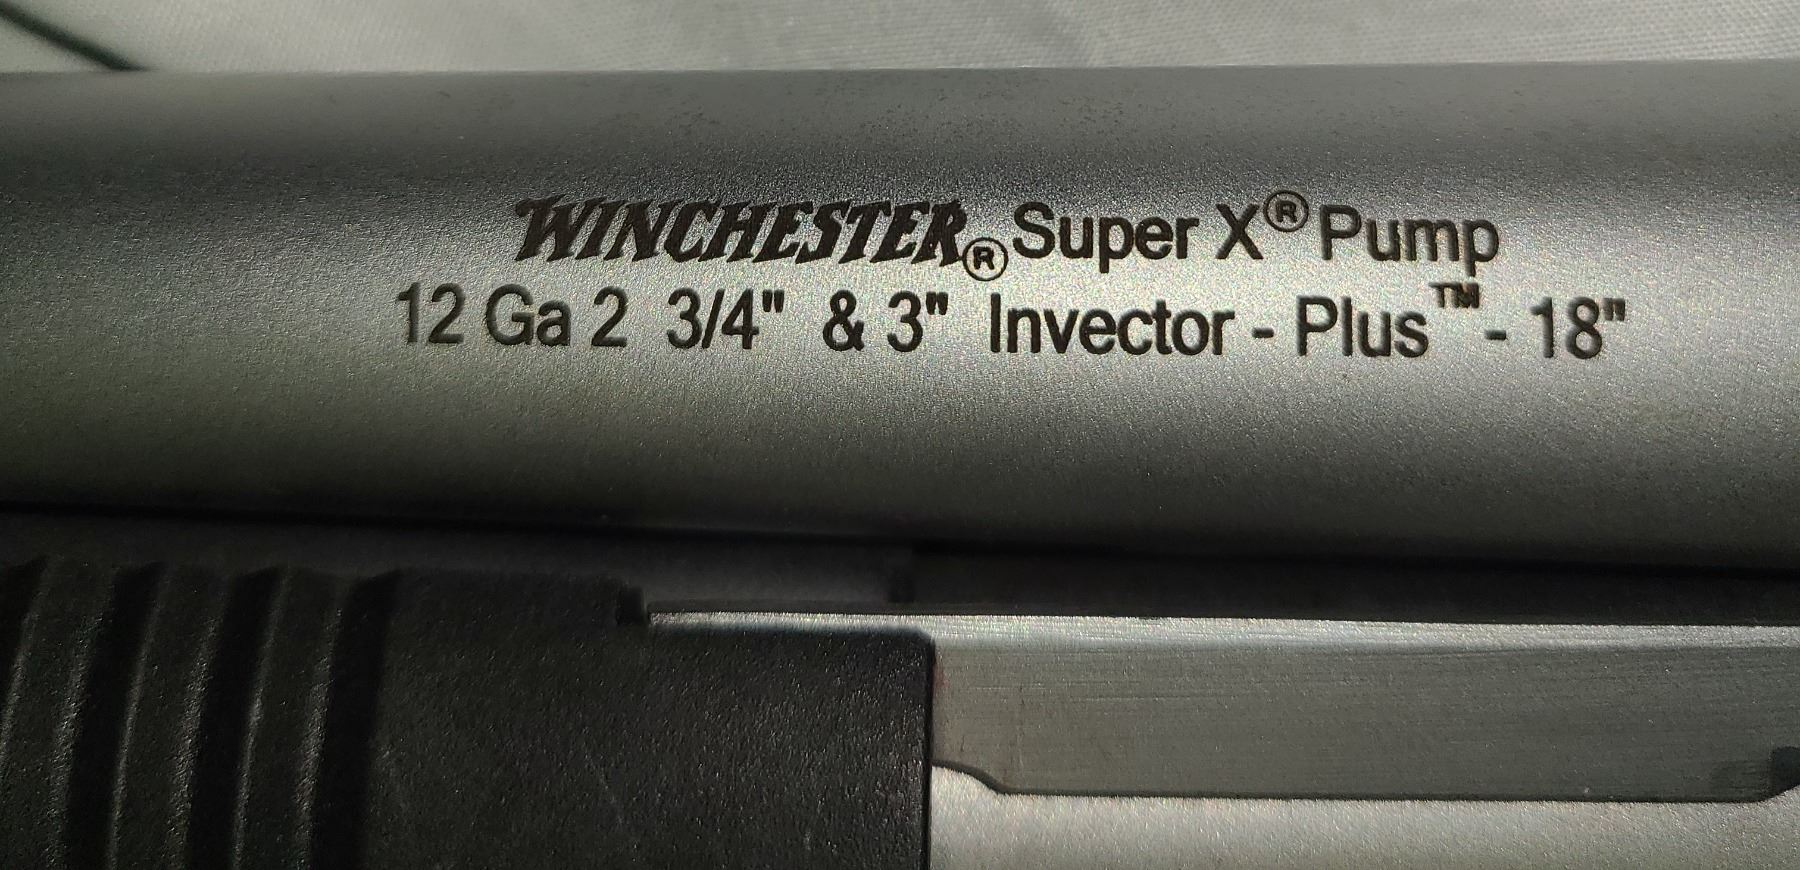 WINCHESTER® Super X® Pump
12 Ga 2 3/4" & 3" Invector - Plus™ - 18"